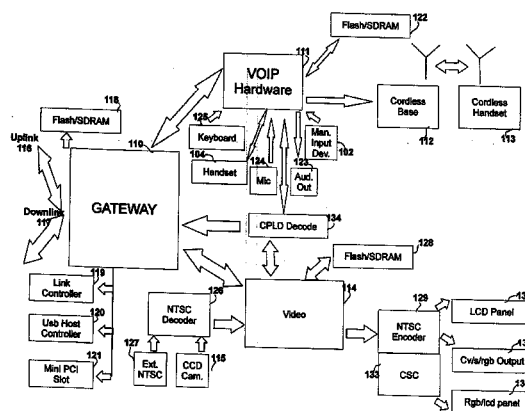 122
Flash/SDRAM
111
VOIP
Hardware
118
Flash/SDRAM
125
Keyboard
Cordless
Base
Cordless
Handset
112
113
Uplink
116
110
104
Handset
124
Mic
123
Aud.
Out
Man.
Input
Dev.
102
GATEWAY
Downlink
117
CPLD Decode
134
128
Flash/SDRAM
119
Link
Controller
126
NTSC
Decoder
114
Video
129
NTSC
Encoder
LCD Panel
120
Usb Host
Controller
127
Ext.
NTSC
CCD
Cam.
115
Cv/s/rgb Output
133
CSC
121
Mini PCI
Slot
Rgb/lcd panel